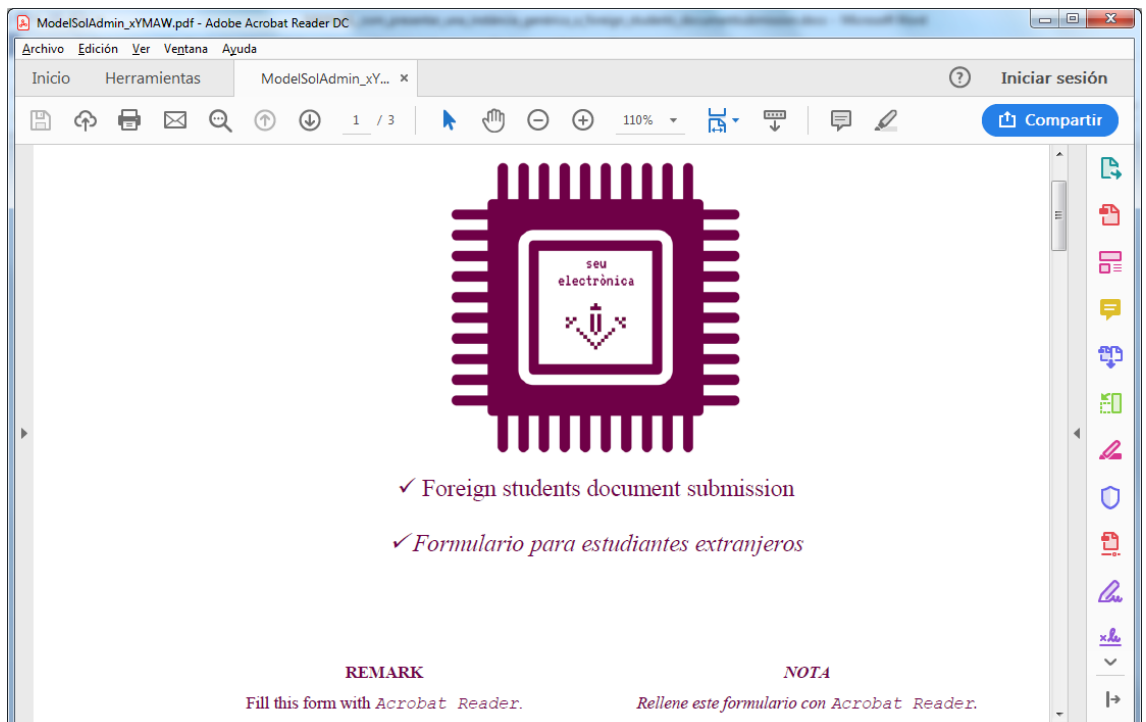 ModelSolAdmin_xYMAW.pdf - Adobe Acrobat Reader DC
Archivo Edición Ver Ventana Ayuda
Inicio Herramientas ModelSolAdmin_xY... × ? Iniciar sesión
1 / 3 110% Compartir
seu
electrònica
✓ Foreign students document submission
✓ Formulario para estudiantes extranjeros
REMARK NOTA
Fill this form with Acrobat Reader. Rellene este formulario con Acrobat Reader.